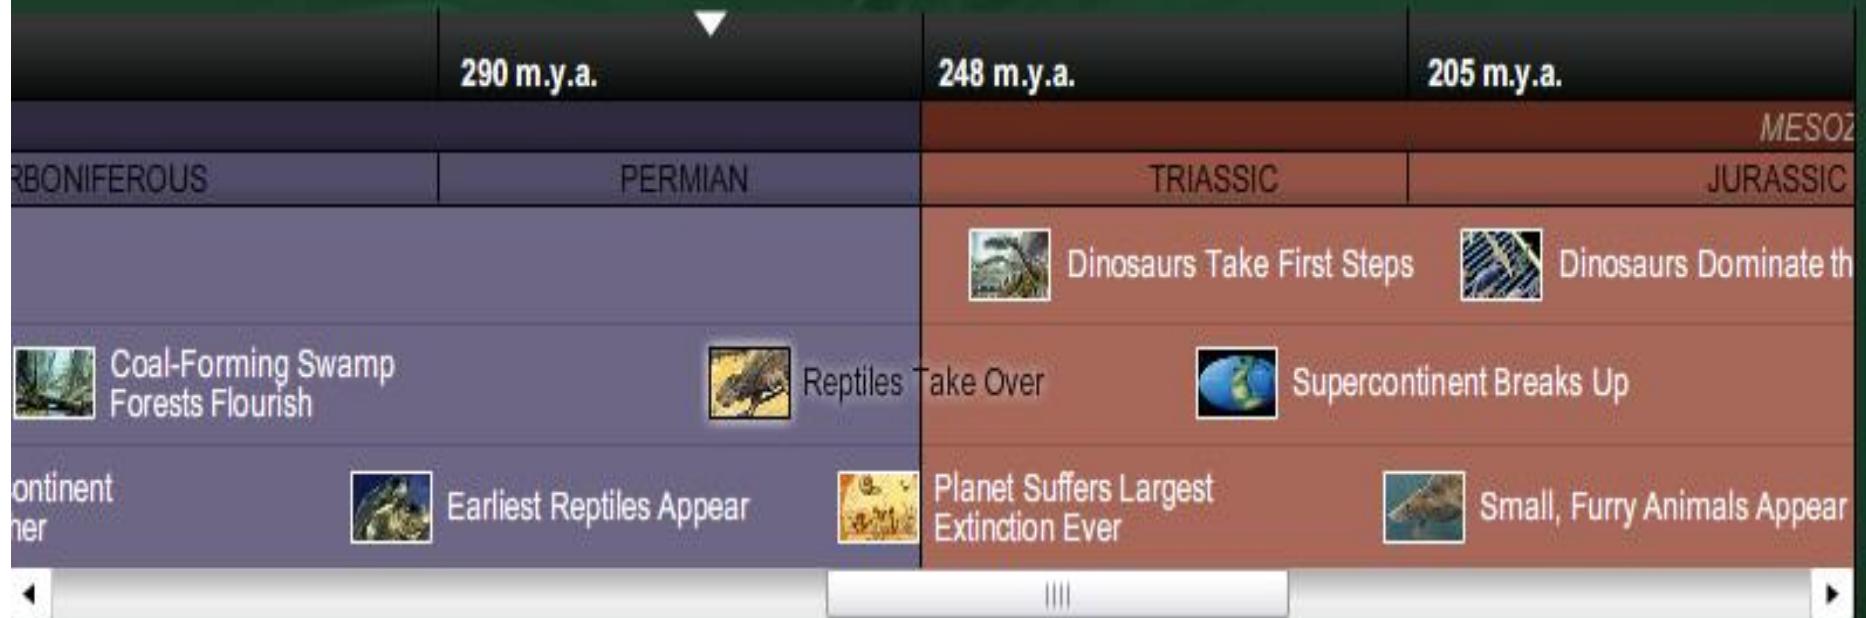 290 m.y.a.
248 m.y.a.
205 m.y.a.
MESOZ
RBONIFEROUS
PERMIAN
TRIASSIC
JURASSIC
Dinosaurs Take First Steps
Dinosaurs Dominate th
Coal-Forming Swamp
Forests Flourish
Reptiles Take Over
Supercontinent Breaks Up
ontinent
her
Earliest Reptiles Appear
Planet Suffers Largest
Extinction Ever
Small, Furry Animals Appear